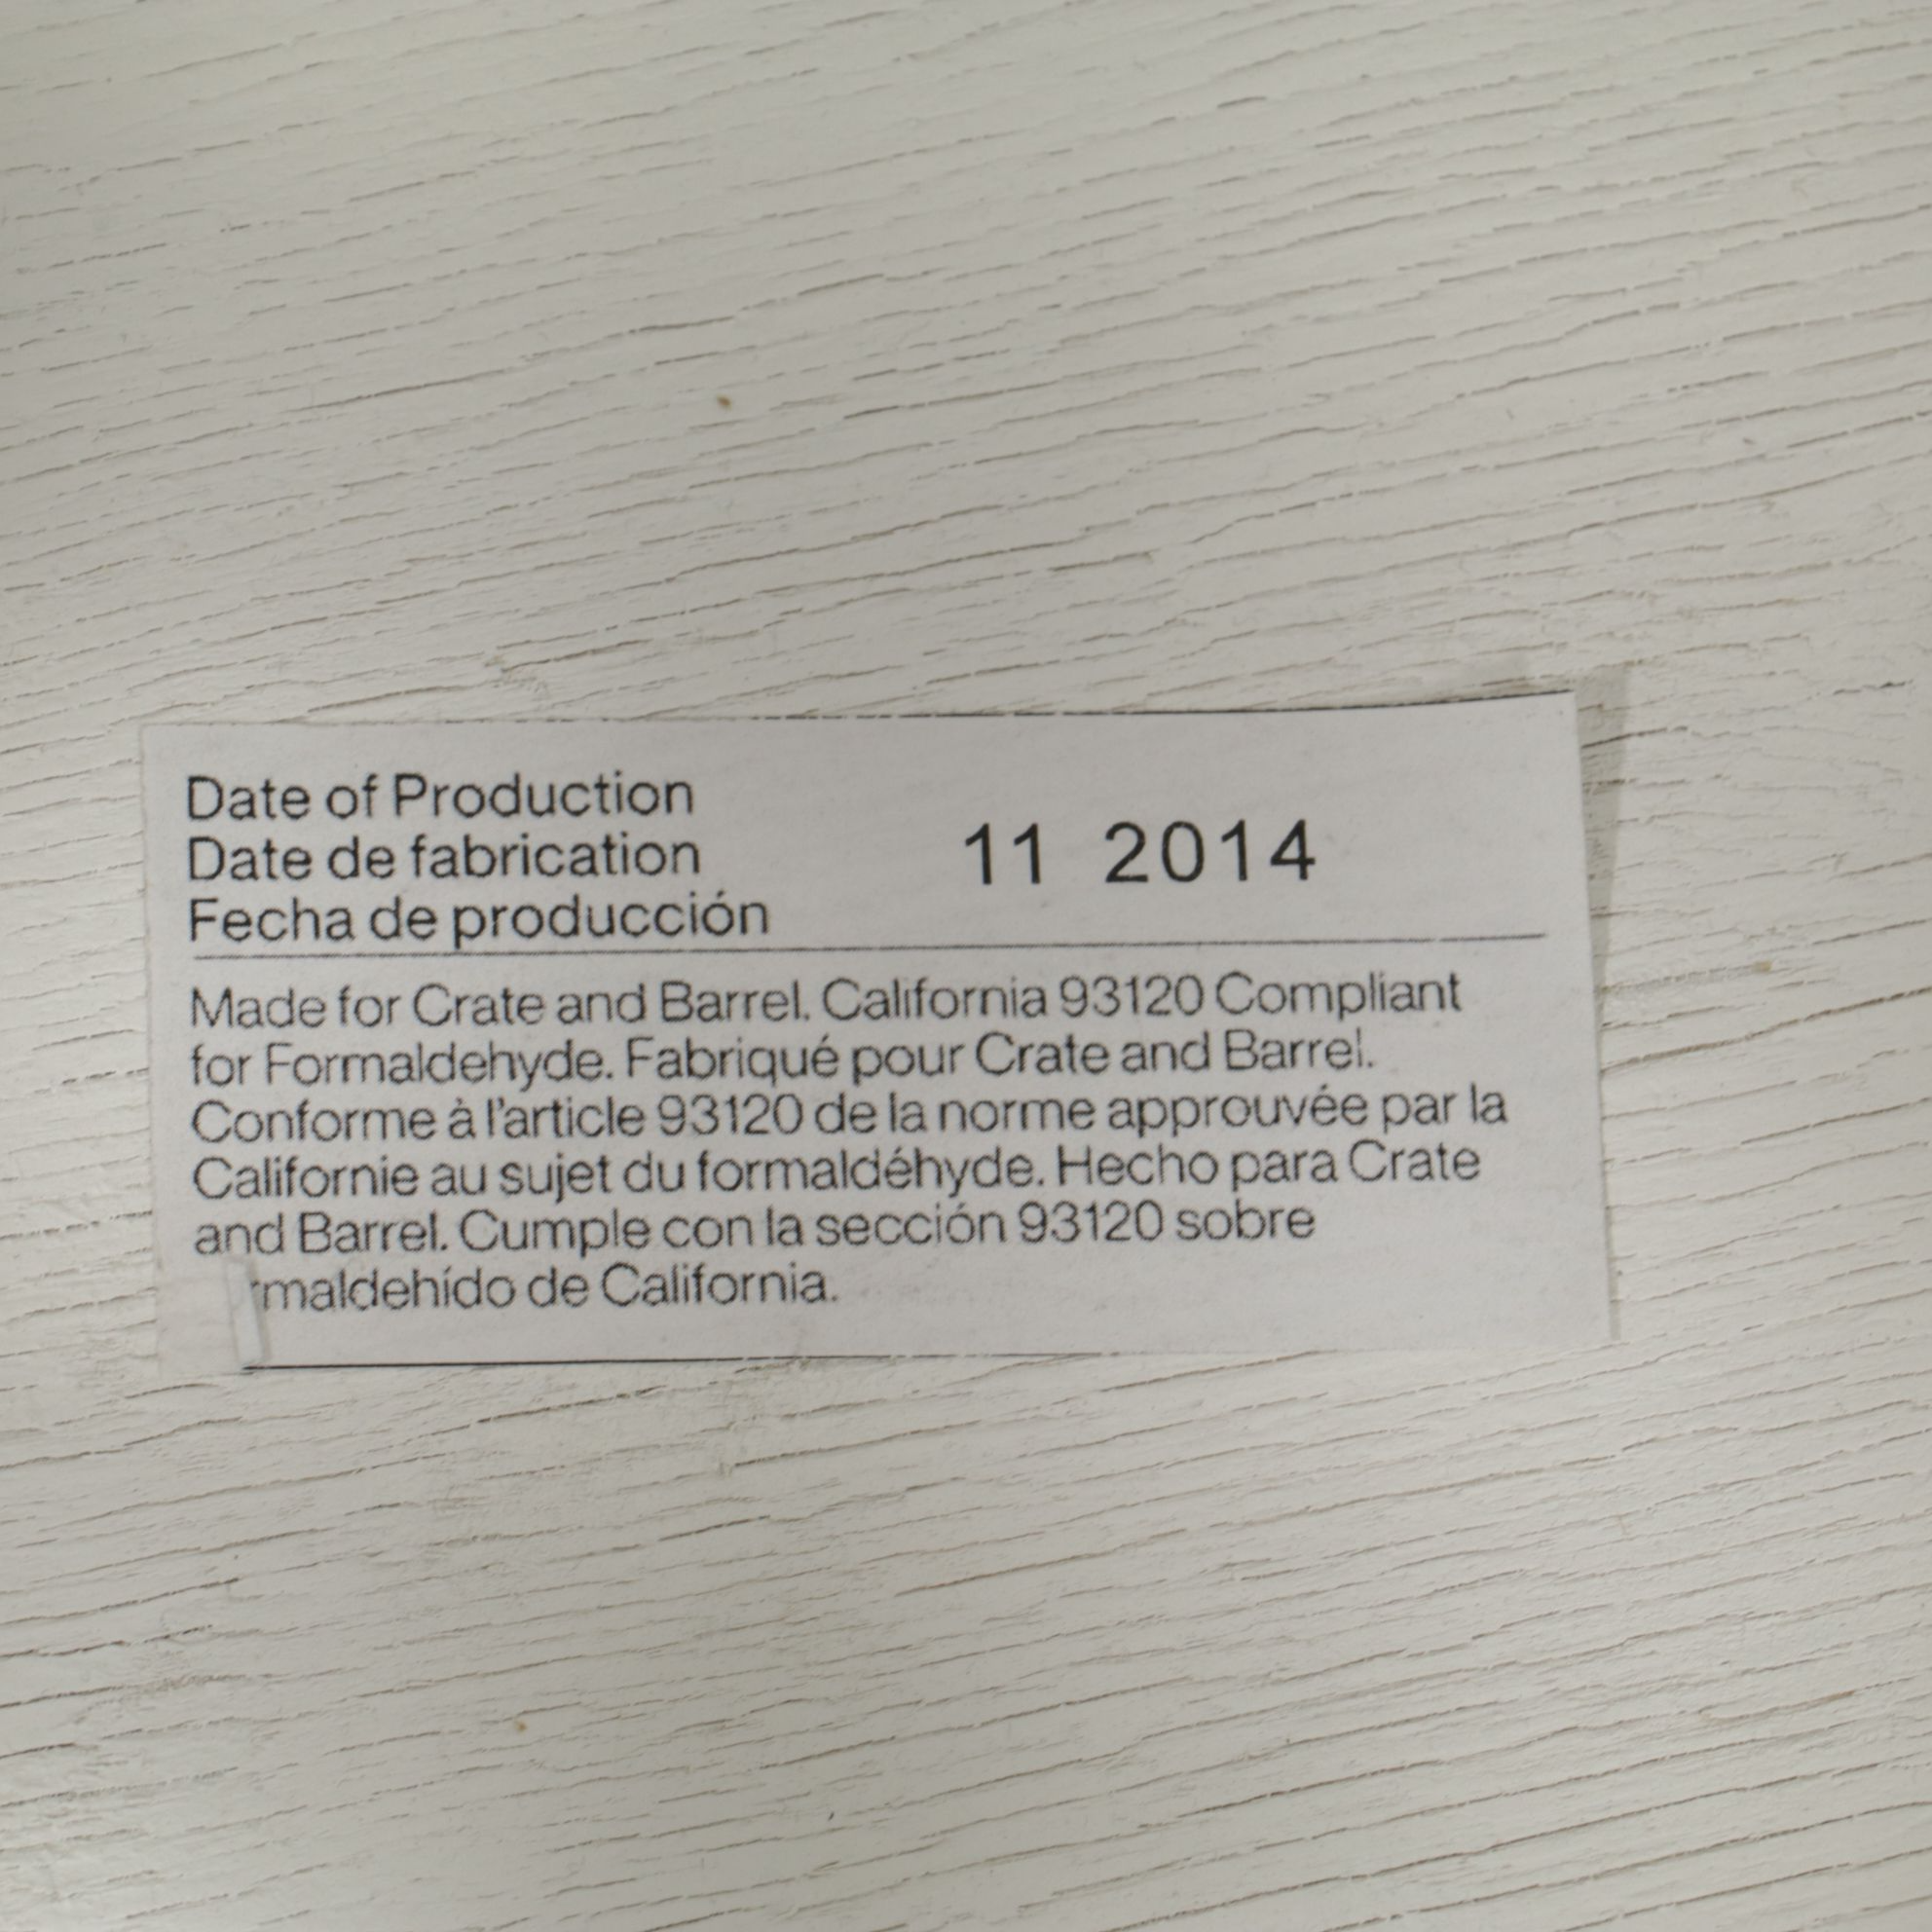 Date of Production
Date de fabrication
Fecha de producción
11 2014
Made for Crate and Barrel. California 93120 Compliant
for Formaldehyde. Fabriqué pour Crate and Barrel.
Conforme à l'article 93120 de la norme approuvée par la
Californie au sujet du formaldéhyde. Hecho para Crate
and Barrel. Cumple con la sección 93120 sobre
rmaldehído de California.